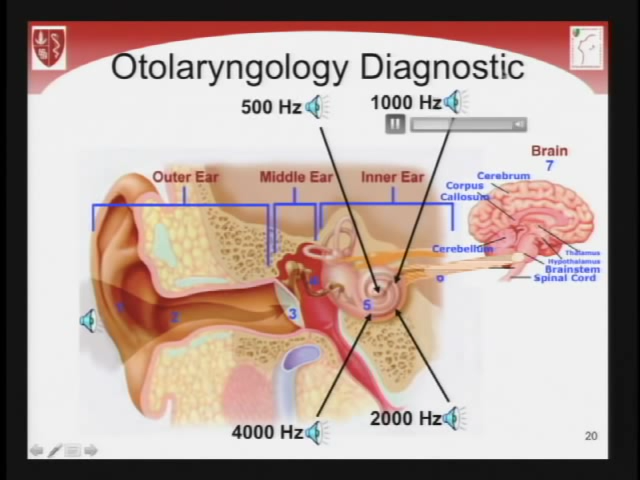 Otolaryngology Diagnostic
500 Hz
1000 Hz
Outer Ear
Middle Ear
Inner Ear
Brain
7
Cerebrum
Corpus
Callosum
Cerebellum
Thalamus
Hypothalamus
Brainstem
Spinal Cord
1
2
3
4
5
6
4000 Hz
2000 Hz
20